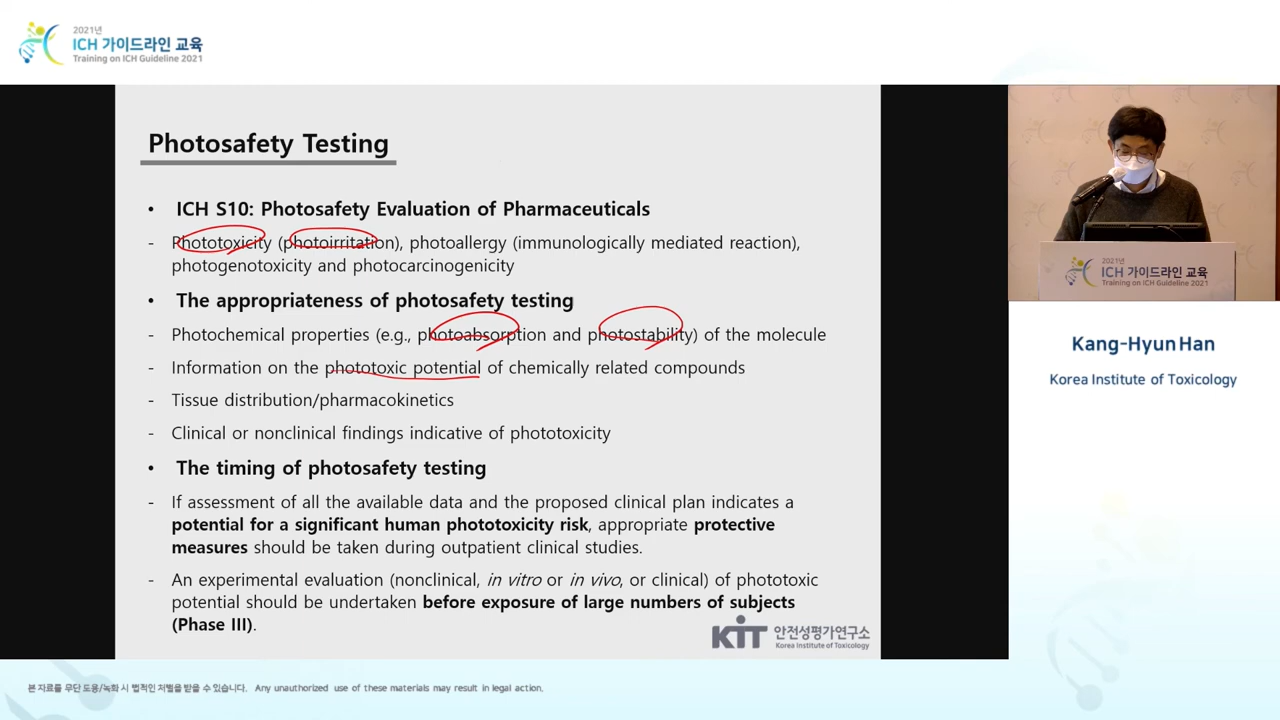 2021년
ICH 가이드라인 교육
Training on ICH Guideline 2021
Photosafety Testing
• ICH S10: Photosafety Evaluation of Pharmaceuticals
- Phototoxicity (photoirritation), photoallergy (immunologically mediated reaction),
photogenotoxicity and photocarcinogenicity
• The appropriateness of photosafety testing
- Photochemical properties (e.g., photoabsorption and photostability) of the molecule
- Information on the phototoxic potential of chemically related compounds
- Tissue distribution/pharmacokinetics
- Clinical or nonclinical findings indicative of phototoxicity
• The timing of photosafety testing
- If assessment of all the available data and the proposed clinical plan indicates a
potential for a significant human phototoxicity risk, appropriate protective
measures should be taken during outpatient clinical studies.
- An experimental evaluation (nonclinical, in vitro or in vivo, or clinical) of phototoxic
potential should be undertaken before exposure of large numbers of subjects
(Phase III).
KIT 안전성평가연구소
Korea Institute of Toxicology
2021년
ICH 가이드라인 교육
Training on ICH Guideline 2021
Kang-Hyun Han
Korea Institute of Toxicology
본 자료를 무단 도용/녹화 시 법적인 처벌을 받을 수 있습니다. Any unauthorized use of these materials may result in legal action.